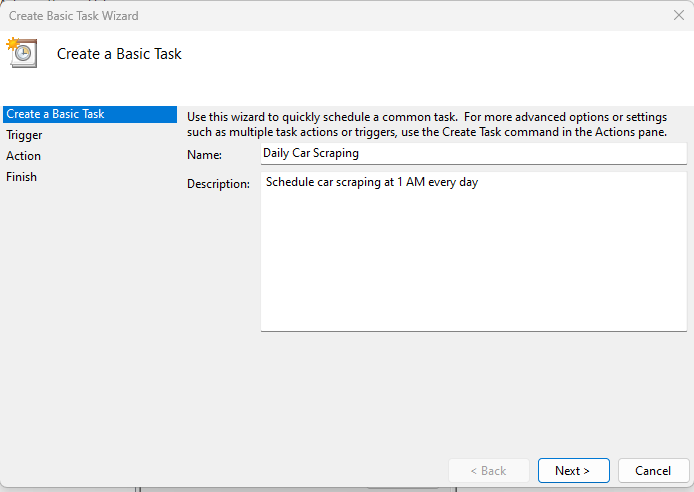 Create Basic Task Wizard
Create a Basic Task
Create a Basic Task
Trigger
Action
Finish
Use this wizard to quickly schedule a common task.  For more advanced options or settings
such as multiple task actions or triggers, use the Create Task command in the Actions pane.
Name:
Daily Car Scraping
Description:
Schedule car scraping at 1 AM every day
< Back
Next >
Cancel